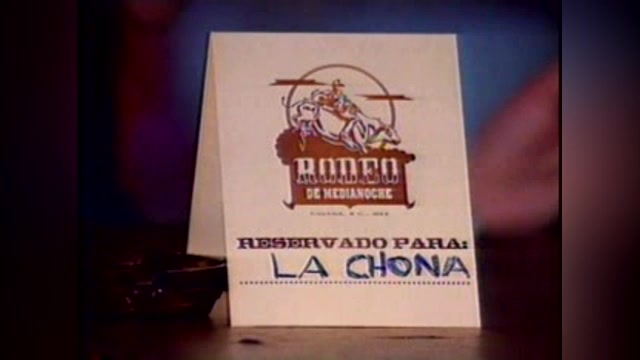 RODEO
DE MEDIANOCHE
RESERVADO PARA:
LA CHONA